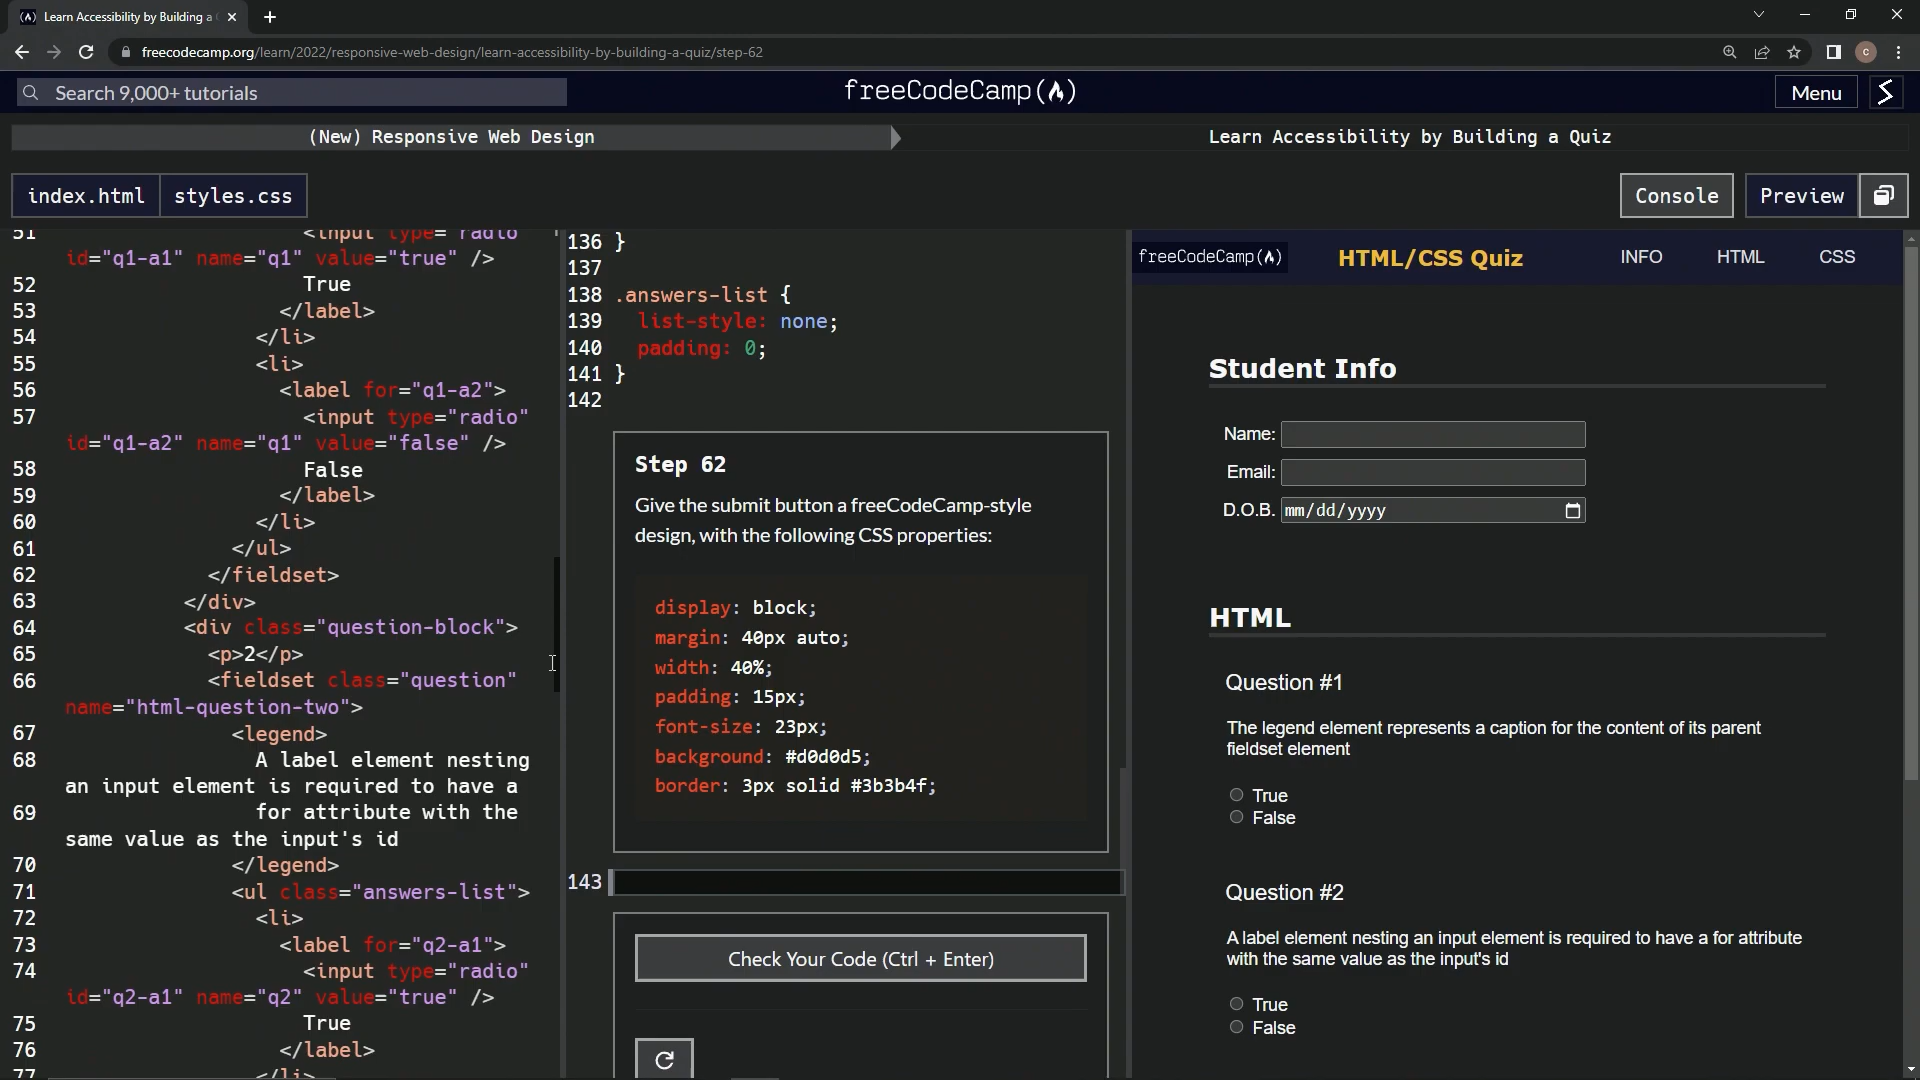 Learn Accessibility by Building a
freecodecamp.org/learn/2022/responsive-web-design/learn-accessibility-by-building-a-quiz/step-62
C
Search 9,000+ tutorials
freeCodeCamp(🔥)
Menu
(New) Responsive Web Design
Learn Accessibility by Building a Quiz
index.html
styles.css
Console
Preview
51 <input type="radio"
id="q1-a1" name="q1" value="true" />
52 True
53 </label>
54 </li>
55 <li>
56 <label for="q1-a2">
57 <input type="radio"
id="q1-a2" name="q1" value="false" />
58 False
59 </label>
60 </li>
61 </ul>
62 </fieldset>
63 </div>
64 <div class="question-block">
65 <p>2</p>
66 <fieldset class="question"
name="html-question-two">
67 <legend>
68 A label element nesting
an input element is required to have a
69 for attribute with the
same value as the input's id
70 </legend>
71 <ul class="answers-list">
72 <li>
73 <label for="q2-a1">
74 <input type="radio"
id="q2-a1" name="q2" value="true" />
75 True
76 </label>
77 </li>
136 }
137
138 .answers-list {
139 list-style: none;
140 padding: 0;
141 }
142
Step 62
Give the submit button a freeCodeCamp-style
design, with the following CSS properties:
display: block;
margin: 40px auto;
width: 40%;
padding: 15px;
font-size: 23px;
background: #d0d0d5;
border: 3px solid #3b3b4f;
143
Check Your Code (Ctrl + Enter)
freeCodeCamp(🔥)
HTML/CSS Quiz
INFO
HTML
CSS
Student Info
Name:
Email:
D.O.B. mm/dd/yyyy
HTML
Question #1
The legend element represents a caption for the content of its parent
fieldset element
True
False
Question #2
A label element nesting an input element is required to have a for attribute
with the same value as the input's id
True
False